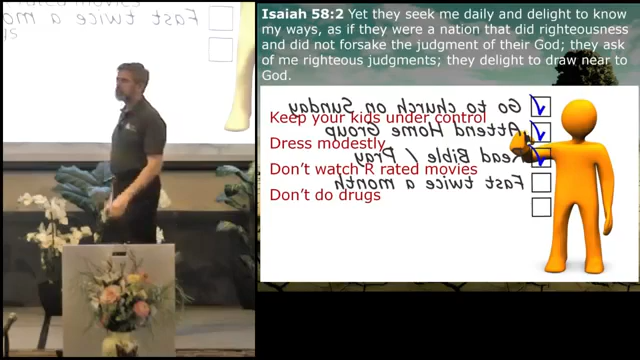 Fast twice a mo
Isaiah 58:2 Yet they seek me daily and delight to know
my ways, as if they were a nation that did righteousness
and did not forsake the judgment of their God; they ask
of me righteous judgments; they delight to draw near to
God.
Go to church on Sunday
Keep your kids under control
Attend Home Group
Dress modestly
Read Bible / Pray
Don't watch R rated movies
Fast twice a month
Don't do drugs